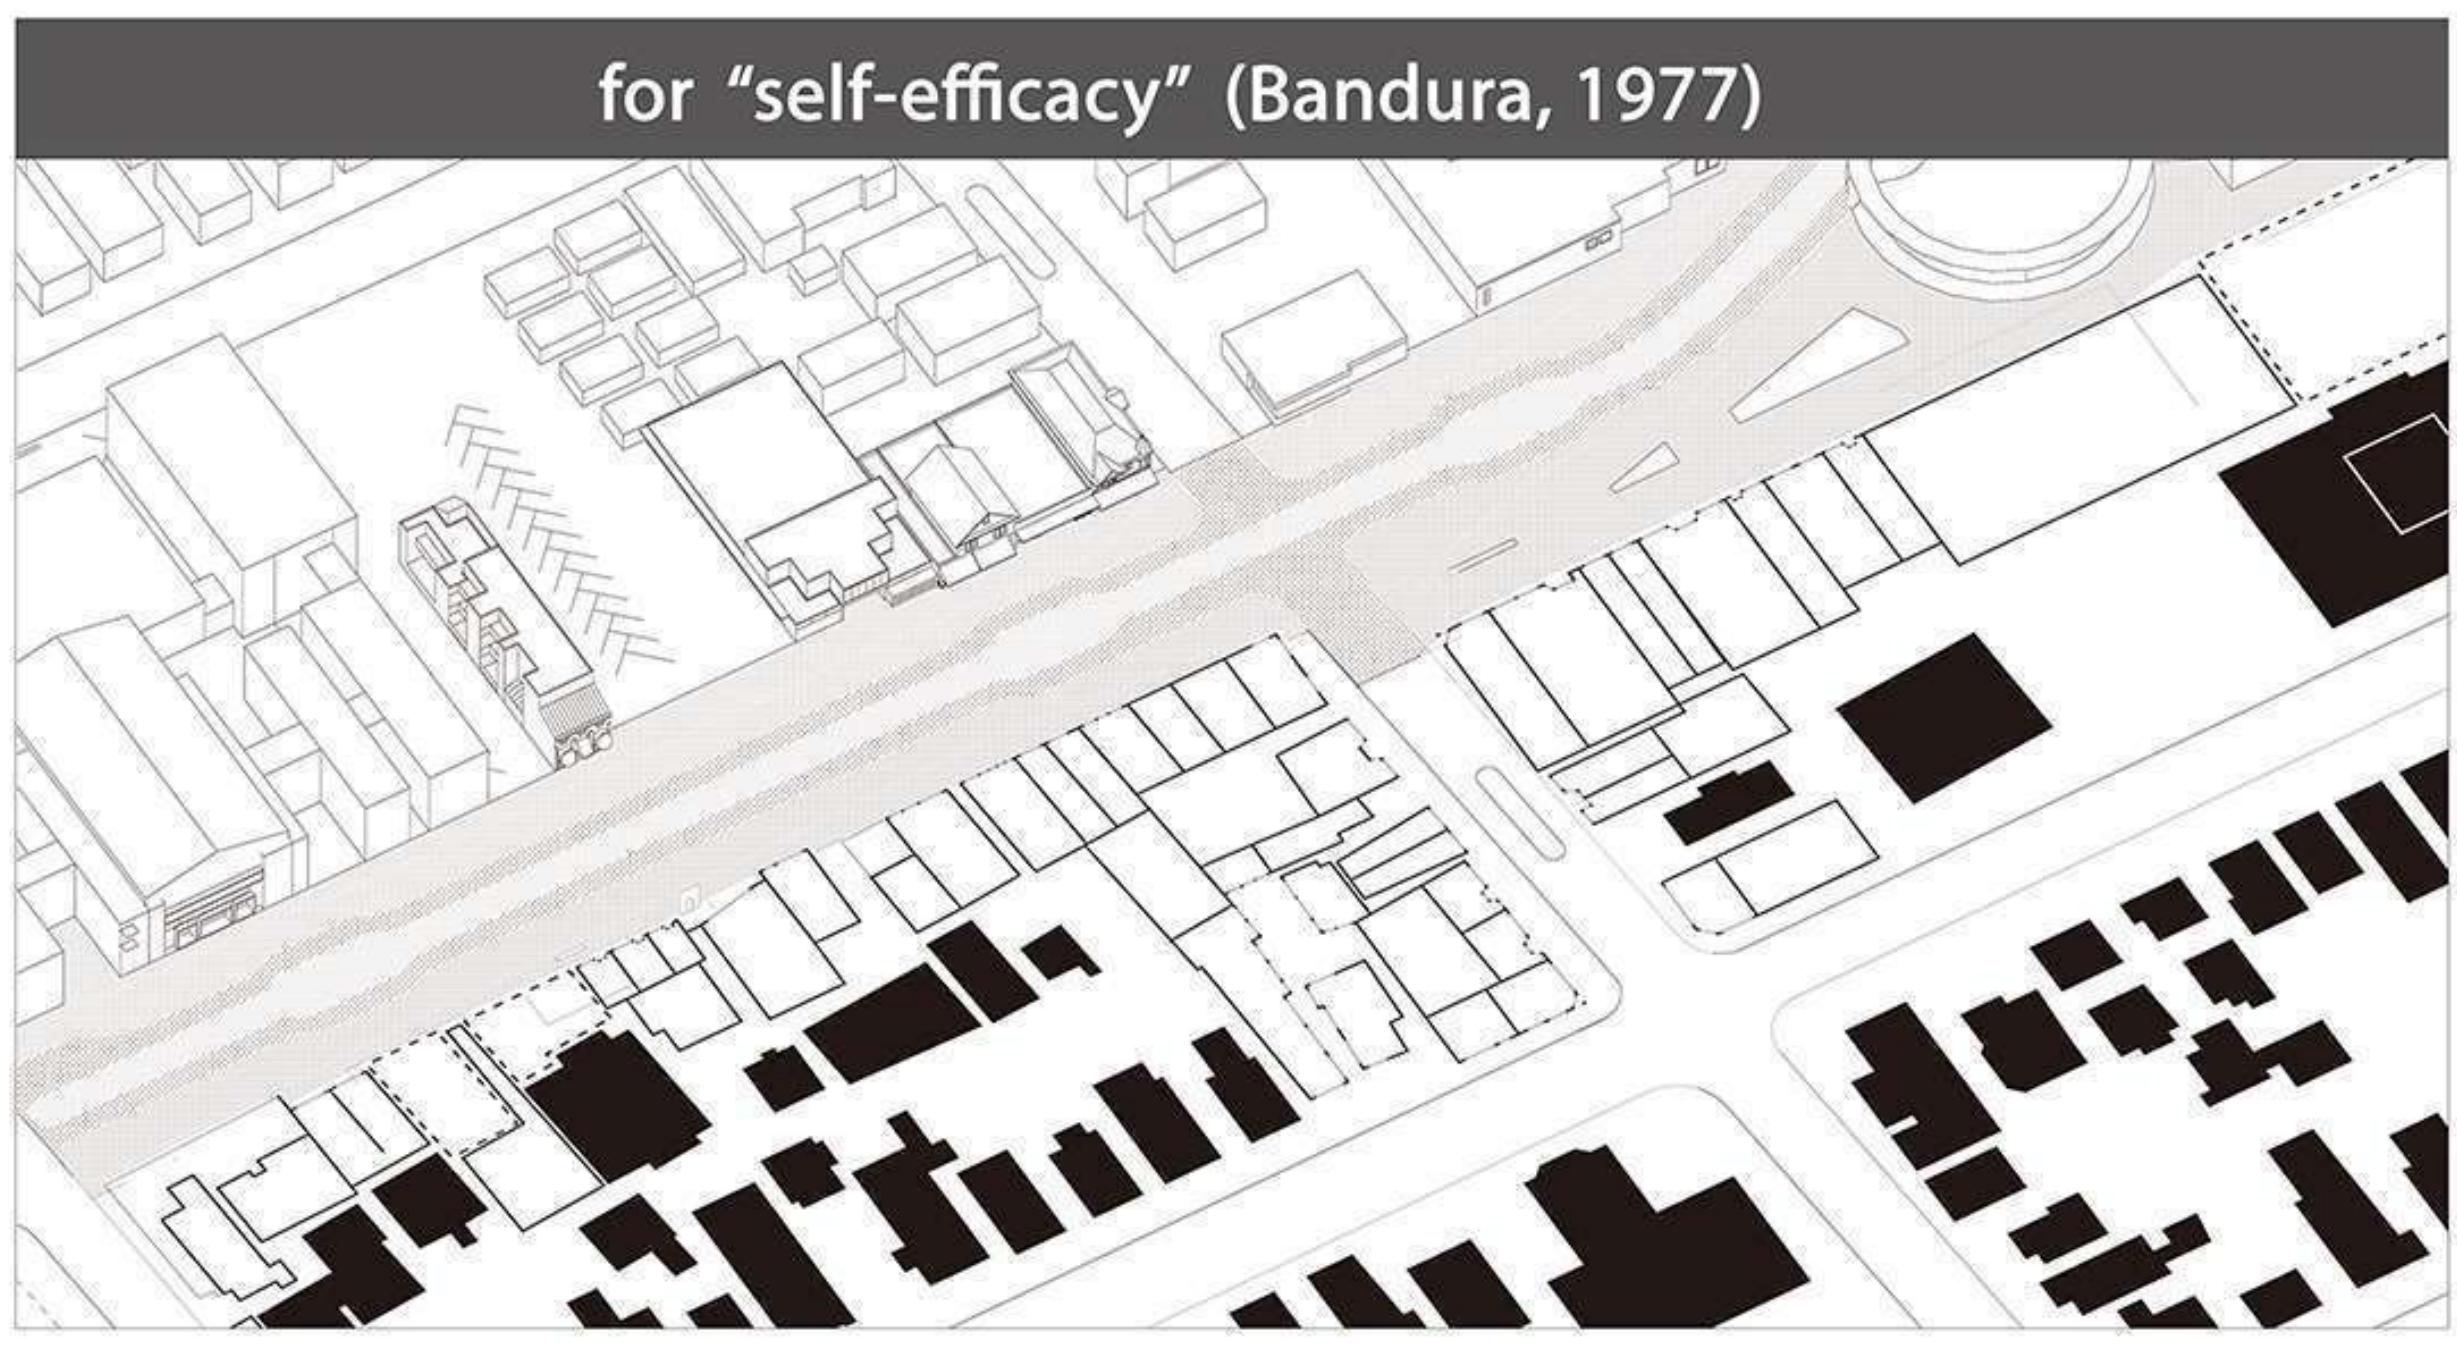 for “self-efficacy” (Bandura, 1977)